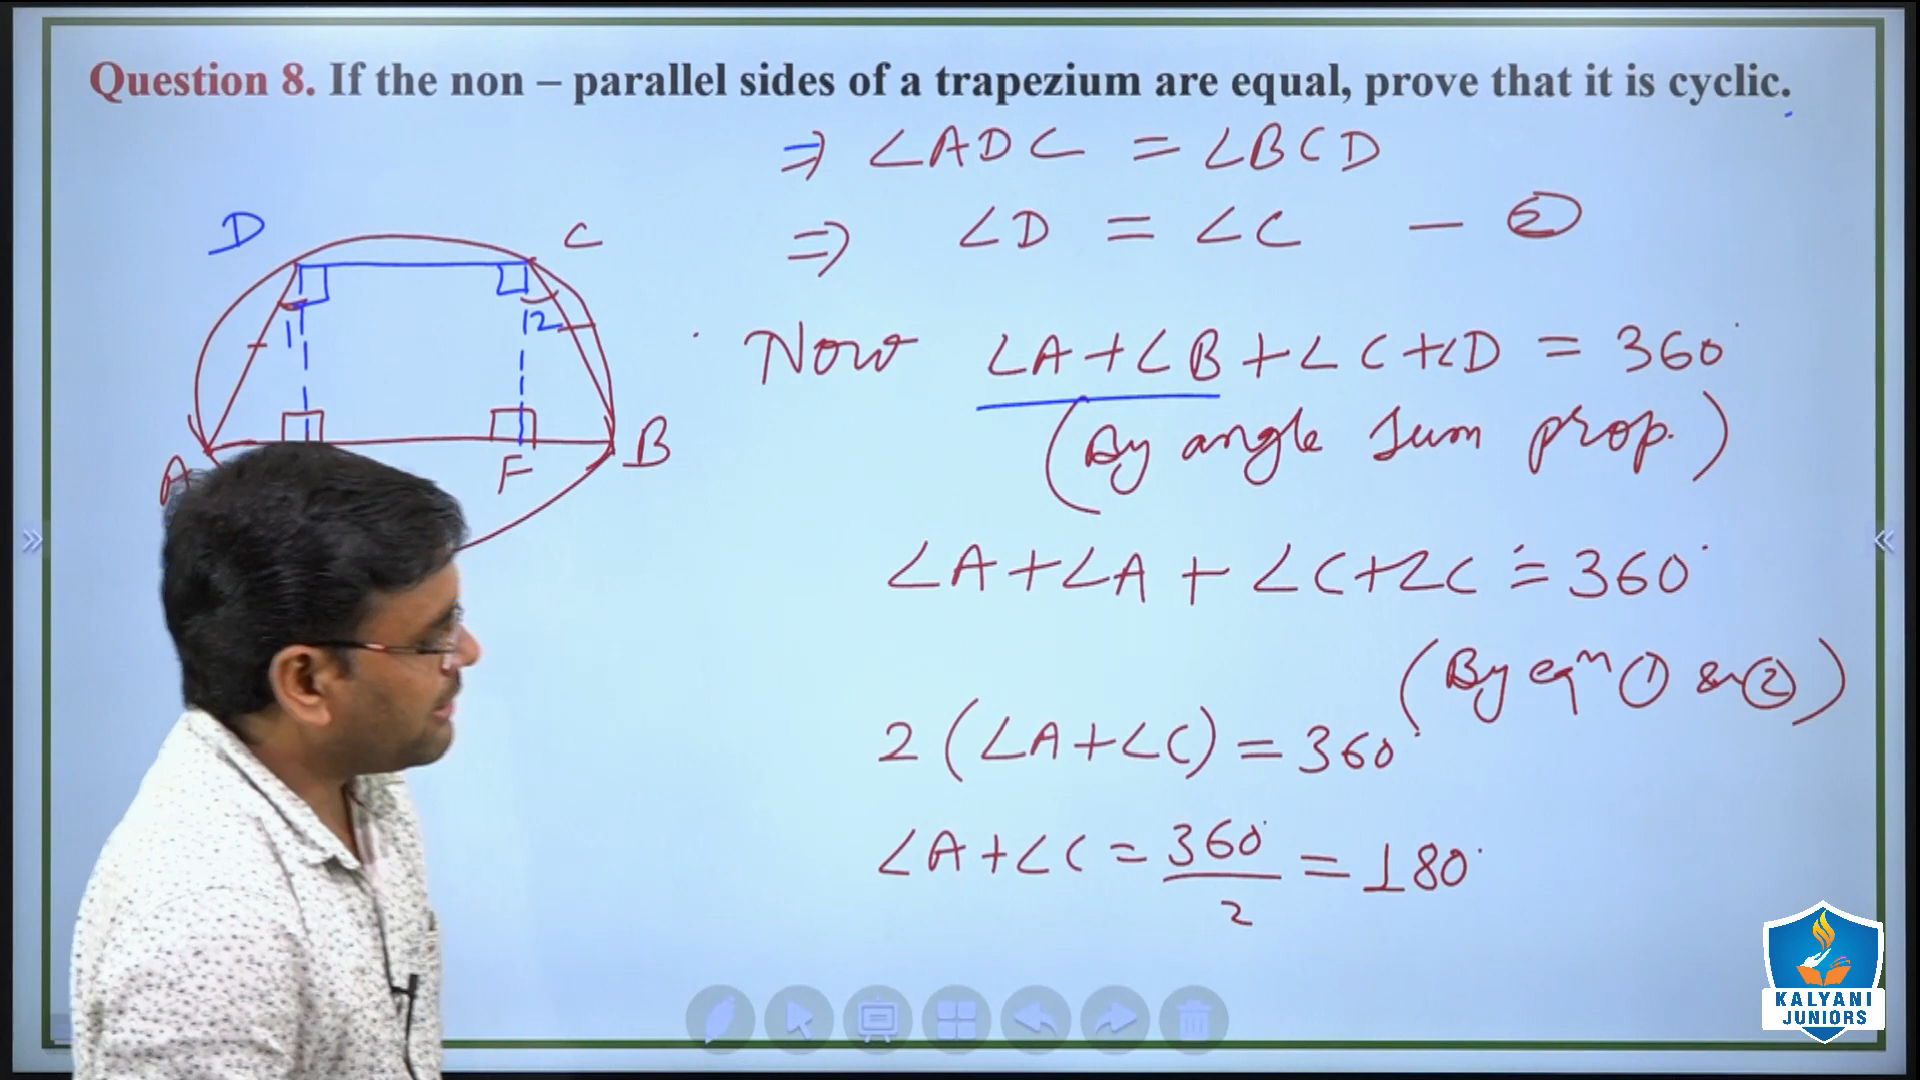 Question 8. If the non – parallel sides of a trapezium are equal, prove that it is cyclic.
⇒ ∠ADC = ∠BCD
⇒ ∠D = ∠C — ②
Now ∠A+∠B+∠C+∠D = 360°
(By angle sum prop.)
∠A+∠A+∠C+∠C = 360°
(By eqn ① & ②)
2(∠A+∠C) = 360°
∠A+∠C = 360°/2 = 180°
D C
1 2
A F B
KALYANI
JUNIORS